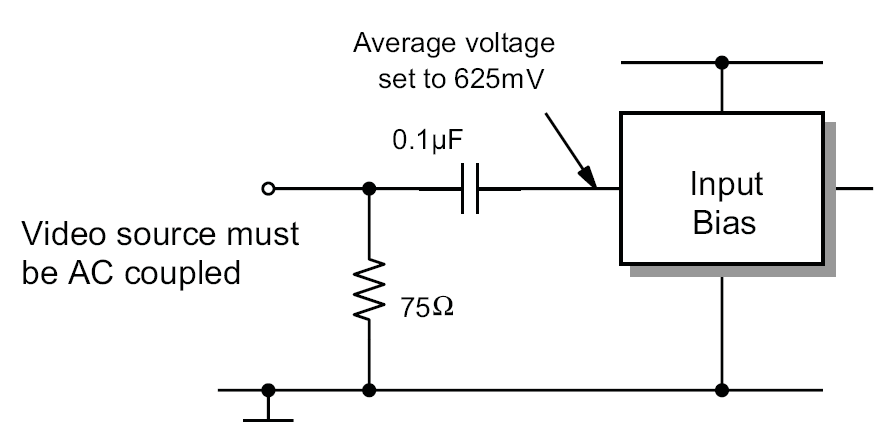 Average voltage
set to 625mV
0.1µF
Input
Bias
Video source must
be AC coupled
75Ω